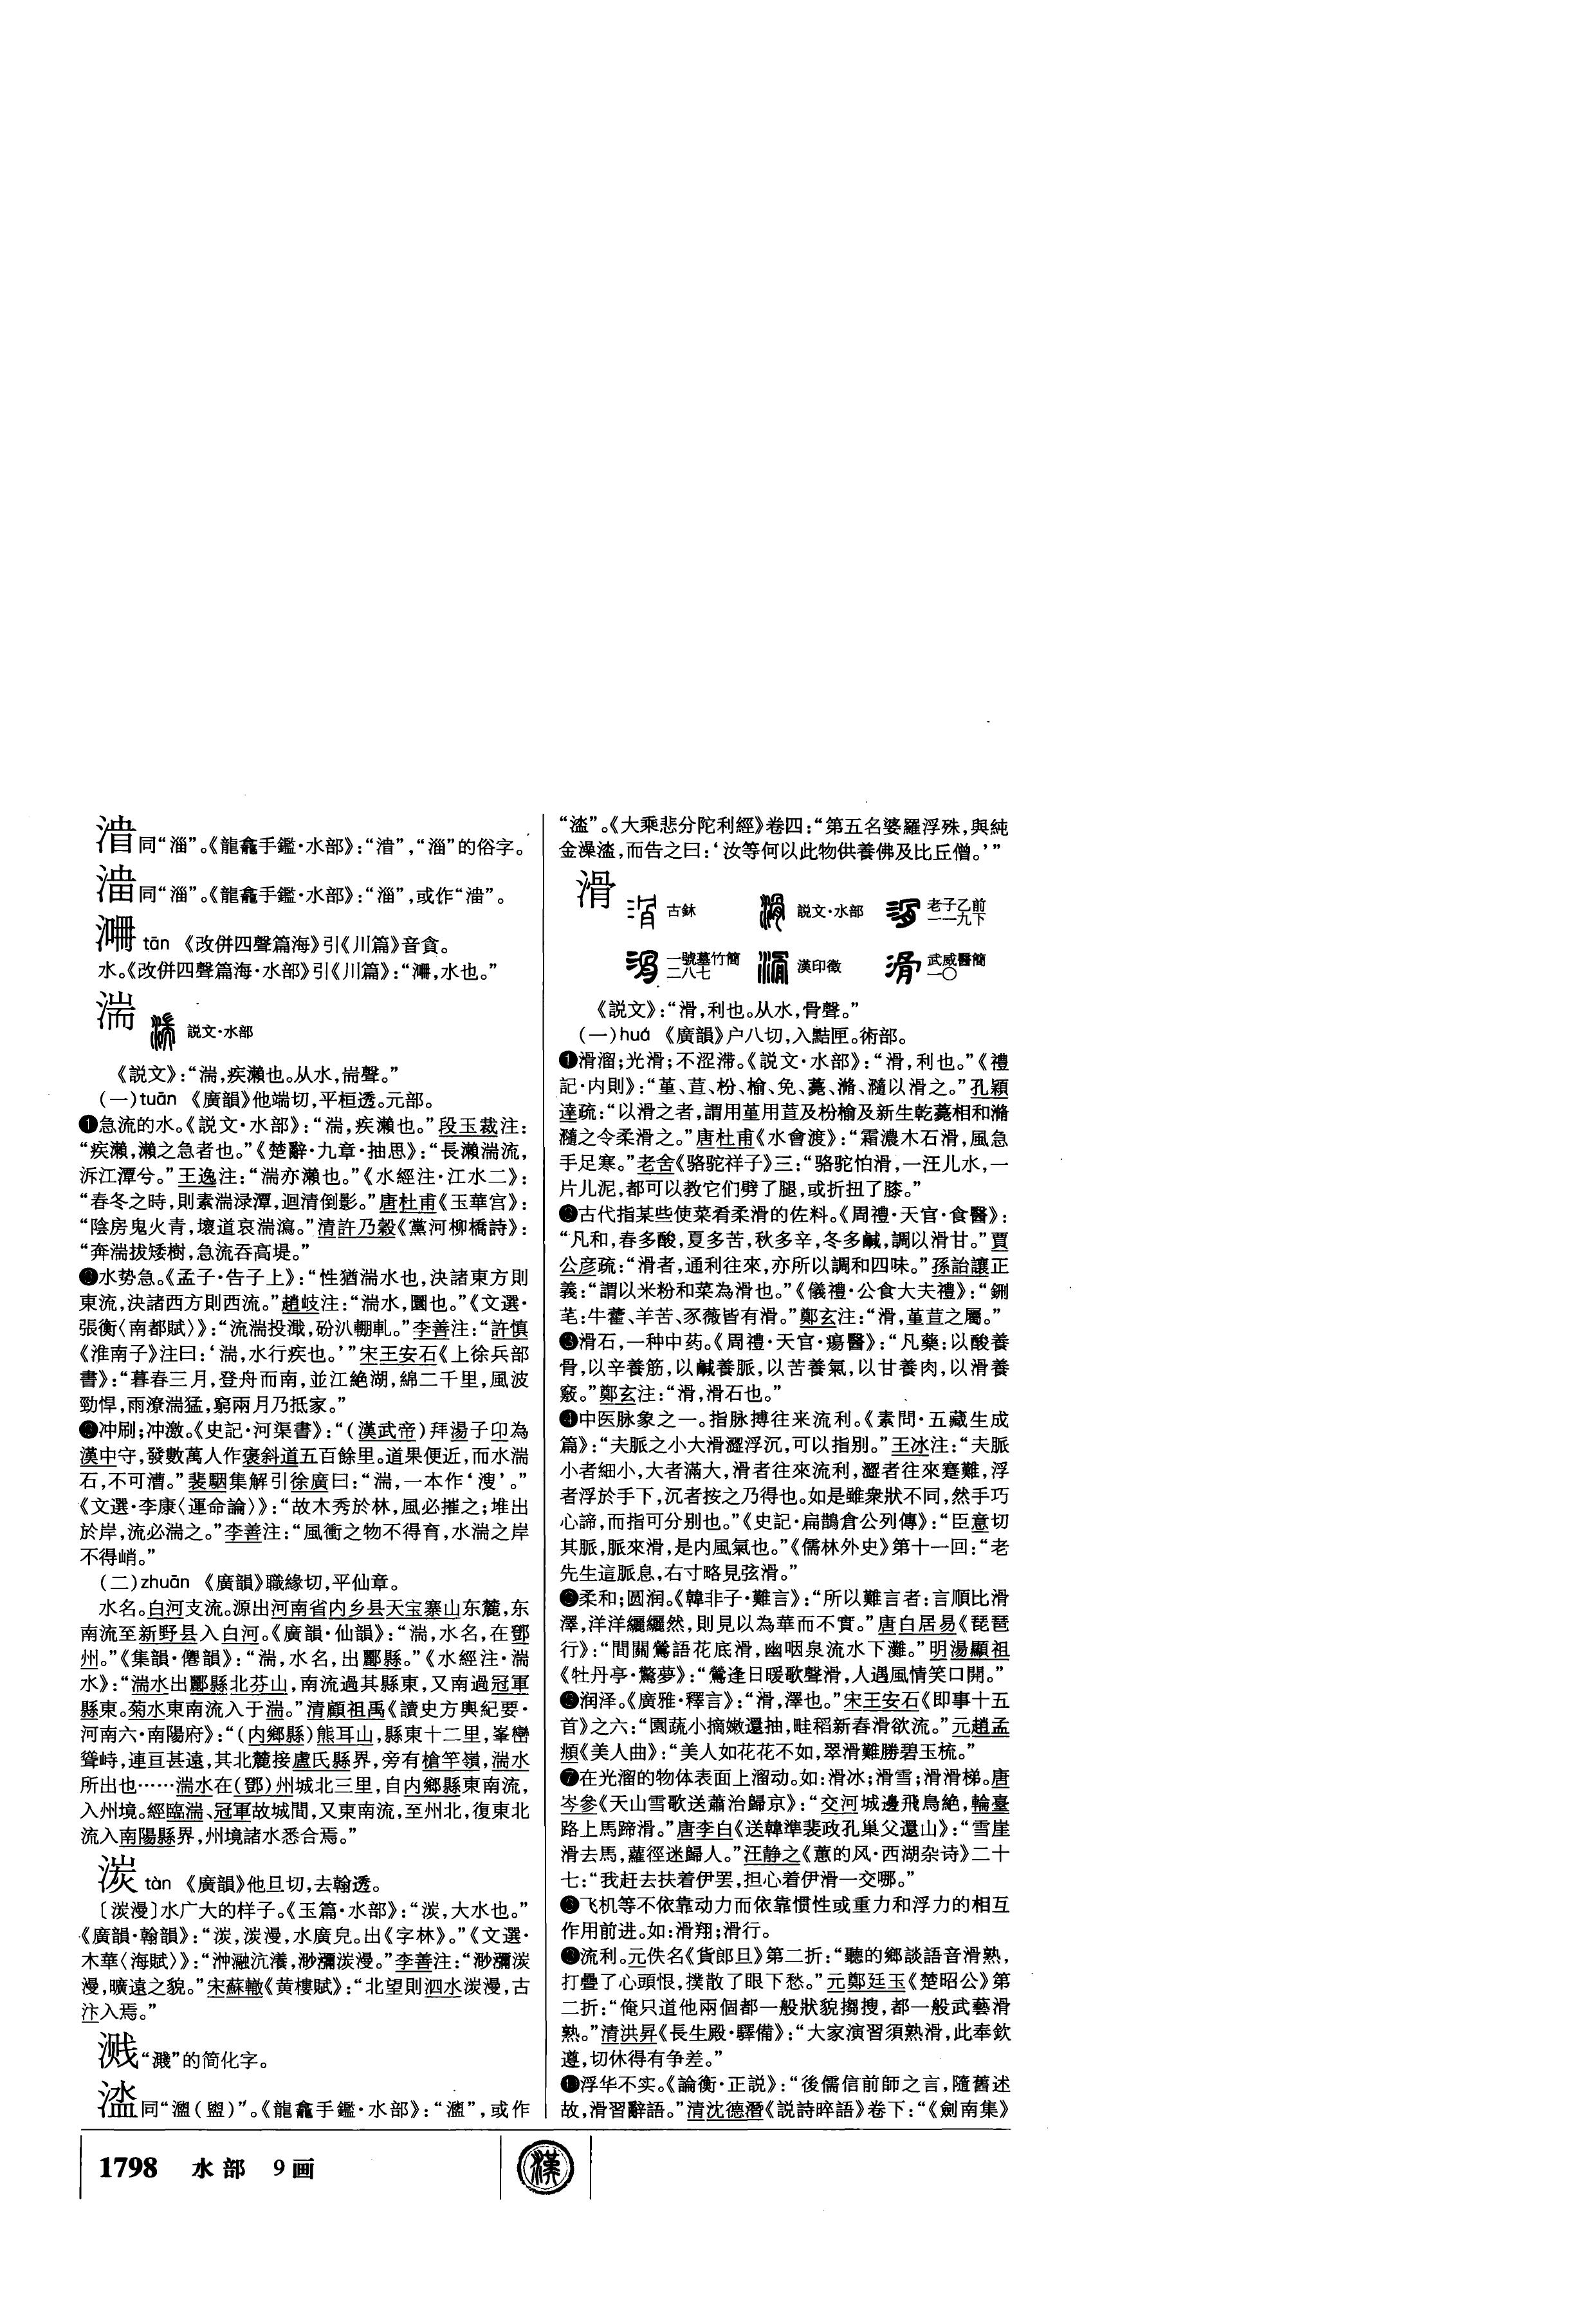 同“淄”。《龍龕手鑑·水部》：“㴓”，“淄”的俗字。
同“淄”。《龍龕手鑑·水部》：“淄”，或作“㴓”。
tān 《改併四聲篇海》引《川篇》音貪。
水。《改併四聲篇海·水部》引《川篇》：“，水也。”
湍 説文·水部
《説文》：“湍，疾瀨也。从水，耑聲。”
（一）tuān 《廣韻》他端切，平桓透。元部。
❶急流的水。《説文·水部》：“湍，疾瀨也。”段玉裁注：
“疾瀨，瀨之急者也。”《楚辭·九章·抽思》：“長瀨湍流，
泝江潭兮。”王逸注：“湍亦瀨也。”《水經注·江水二》：
“春冬之時，則素湍渌潭，迴清倒影。”唐杜甫《玉華宫》：
“陰房鬼火青，壞道哀湍瀉。”清許乃穀《黨河柳橋詩》：
“奔湍拔矮樹，急流吞高堤。”
❷水势急。《孟子·告子上》：“性猶湍水也，決諸東方則
東流，決諸西方則西流。”趙岐注：“湍水，圜也。”《文選·
張衡〈南都賦〉》：“流湍投濈，砏汃輣軋。”李善注：“許慎
《淮南子》注曰：‘湍，水行疾也。’”宋王安石《上徐兵部
書》：“暮春三月，登舟而南，並江絶湖，綿二千里，風波
勁悍，雨潦湍猛，窮兩月乃抵家。”
❸冲刷；冲激。《史記·河渠書》：“（漢武帝）拜湯子卬為
漢中守，發數萬人作褒斜道五百餘里。道果便近，而水湍
石，不可漕。”裴駰集解引徐廣曰：“湍，一本作‘溲’。”
《文選·李康〈運命論〉》：“故木秀於林，風必摧之；堆出
於岸，流必湍之。”李善注：“風衝之物不得育，水湍之岸
不得峭。”
（二）zhuān 《廣韻》職緣切，平仙章。
水名。白河支流。源出河南省内乡县天宝寨山东麓，东
南流至新野县入白河。《廣韻·仙韻》：“湍，水名，在鄧
州。”《集韻·僊韻》：“湍，水名，出酈縣。”《水經注·湍
水》：“湍水出酈縣北芬山，南流過其縣東，又南過冠軍
縣東。菊水東南流入于湍。”清顧祖禹《讀史方輿紀要·
河南六·南陽府》：“（内鄉縣）熊耳山，縣東十二里，峯巒
聳峙，連亘甚遠，其北麓接盧氏縣界，旁有槍竿嶺，湍水
所出也……湍水在（鄧）州城北三里，自内鄉縣東南流，
入州境。經臨湍、冠軍故城間，又東南流，至州北，復東北
流入南陽縣界，州境諸水悉合焉。”
湠 tàn 《廣韻》他旦切，去翰透。
〔湠漫〕水广大的样子。《玉篇·水部》：“湠，大水也。”
《廣韻·翰韻》：“湠，湠漫，水廣皃。出《字林》。”《文選·
木華〈海賦〉》：“沖瀜沆瀁，渺瀰湠漫。”李善注：“渺瀰湠
漫，曠遠之貌。”宋蘇轍《黄樓賦》：“北望則泗水湠漫，古
汴入焉。”
溅 “濺”的简化字。
同“（盥）”。《龍龕手鑑·水部》：“”，或作
“”。《大乘悲分陀利經》卷四：“第五名婆羅浮殊，與純
金澡，而告之曰：‘汝等何以此物供養佛及比丘僧。’”
滑 古鉥 説文·水部 老子乙前一一九下
一號墓竹簡二八七 漢印徵 武威醫簡一〇
《説文》：“滑，利也。从水，骨聲。”
（一）huá 《廣韻》户八切，入黠匣。術部。
❶滑溜；光滑；不涩滞。《説文·水部》：“滑，利也。”《禮
記·内則》：“堇、荁、枌、榆、免、薧、滫、瀡以滑之。”孔穎
達疏：“以滑之者，謂用堇用荁及枌榆及新生乾薧相和滫
瀡之令柔滑之。”唐杜甫《水會渡》：“霜濃木石滑，風急
手足寒。”老舍《骆驼祥子》三：“骆驼怕滑，一汪儿水，一
片儿泥，都可以教它们劈了腿，或折扭了膝。”
❷古代指某些使菜肴柔滑的佐料。《周禮·天官·食醫》：
“凡和，春多酸，夏多苦，秋多辛，冬多鹹，調以滑甘。”賈
公彦疏：“滑者，通利往來，亦所以調和四味。”孫詒讓正
義：“謂以米粉和菜為滑也。”《儀禮·公食大夫禮》：“鉶
芼：牛藿、羊苦、豕薇皆有滑。”鄭玄注：“滑，堇荁之屬。”
❸滑石，一种中药。《周禮·天官·瘍醫》：“凡藥：以酸養
骨，以辛養筋，以鹹養脈，以苦養氣，以甘養肉，以滑養
竅。”鄭玄注：“滑，滑石也。”
❹中医脉象之一。指脉搏往来流利。《素問·五藏生成
篇》：“夫脈之小大滑澀浮沉，可以指别。”王冰注：“夫脈
小者細小，大者滿大，滑者往來流利，澀者往來蹇難，浮
者浮於手下，沉者按之乃得也。如是雖衆狀不同，然手巧
心諦，而指可分别也。”《史記·扁鵲倉公列傳》：“臣意切
其脈，脈來滑，是内風氣也。”《儒林外史》第十一回：“老
先生這脈息，右寸略見弦滑。”
❺柔和；圆润。《韓非子·難言》：“所以難言者：言順比滑
澤，洋洋纚纚然，則見以為華而不實。”唐白居易《琵琶
行》：“間關鶯語花底滑，幽咽泉流水下灘。”明湯顯祖
《牡丹亭·驚夢》：“鶯逢日暖歌聲滑，人遇風情笑口開。”
❻润泽。《廣雅·釋言》：“滑，澤也。”宋王安石《即事十五
首》之六：“園蔬小摘嫩還抽，畦稻新舂滑欲流。”元趙孟
頫《美人曲》：“美人如花花不如，翠滑難勝碧玉梳。”
❼在光溜的物体表面上溜动。如：滑冰；滑雪；滑滑梯。唐
岑參《天山雪歌送蕭治歸京》：“交河城邊飛鳥絶，輪臺
路上馬蹄滑。”唐李白《送韓準裴政孔巢父還山》：“雪崖
滑去馬，蘿徑迷歸人。”汪静之《蕙的风·西湖杂诗》二十
七：“我赶去扶着伊罢，担心着伊滑一交哪。”
❽飞机等不依靠动力而依靠惯性或重力和浮力的相互
作用前进。如：滑翔；滑行。
❾流利。元佚名《貨郎旦》第二折：“聽的鄉談語音滑熟，
打疊了心頭恨，撲散了眼下愁。”元鄭廷玉《楚昭公》第
二折：“俺只道他兩個都一般狀貌搊搜，都一般武藝滑
熟。”清洪昇《長生殿·驛備》：“大家演習須熟滑，此奉欽
遵，切休得有争差。”
❿浮华不实。《論衡·正説》：“後儒信前師之言，隨舊述
故，滑習辭語。”清沈德潛《説詩晬語》卷下：“《劍南集》
1798 水部 9画
漢